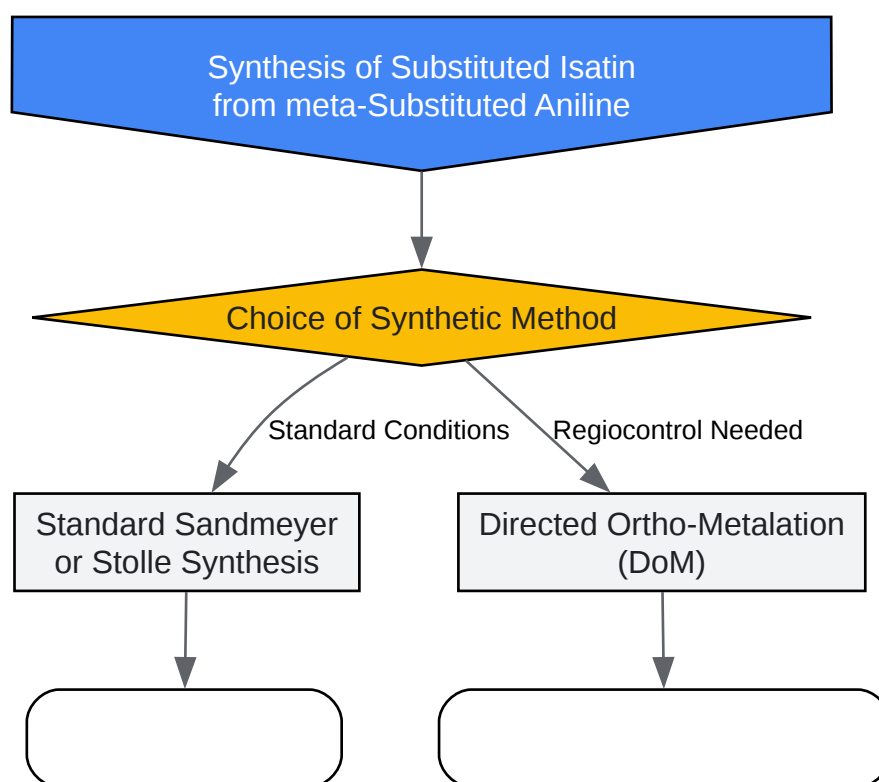 Synthesis of Substituted Isatin
from meta-Substituted Aniline
Choice of Synthetic Method
Standard Conditions
Regiocontrol Needed
Standard Sandmeyer
or Stolle Synthesis
Directed Ortho-Metalation
(DoM)